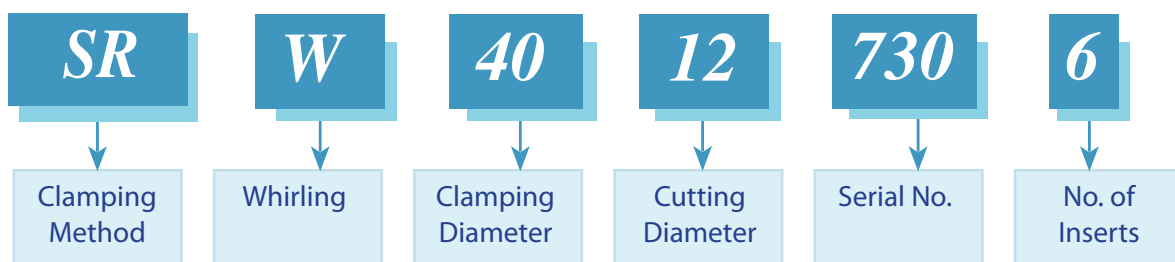 SR W 40 12 730 6
Clamping Method
Whirling
Clamping Diameter
Cutting Diameter
Serial No.
No. of Inserts